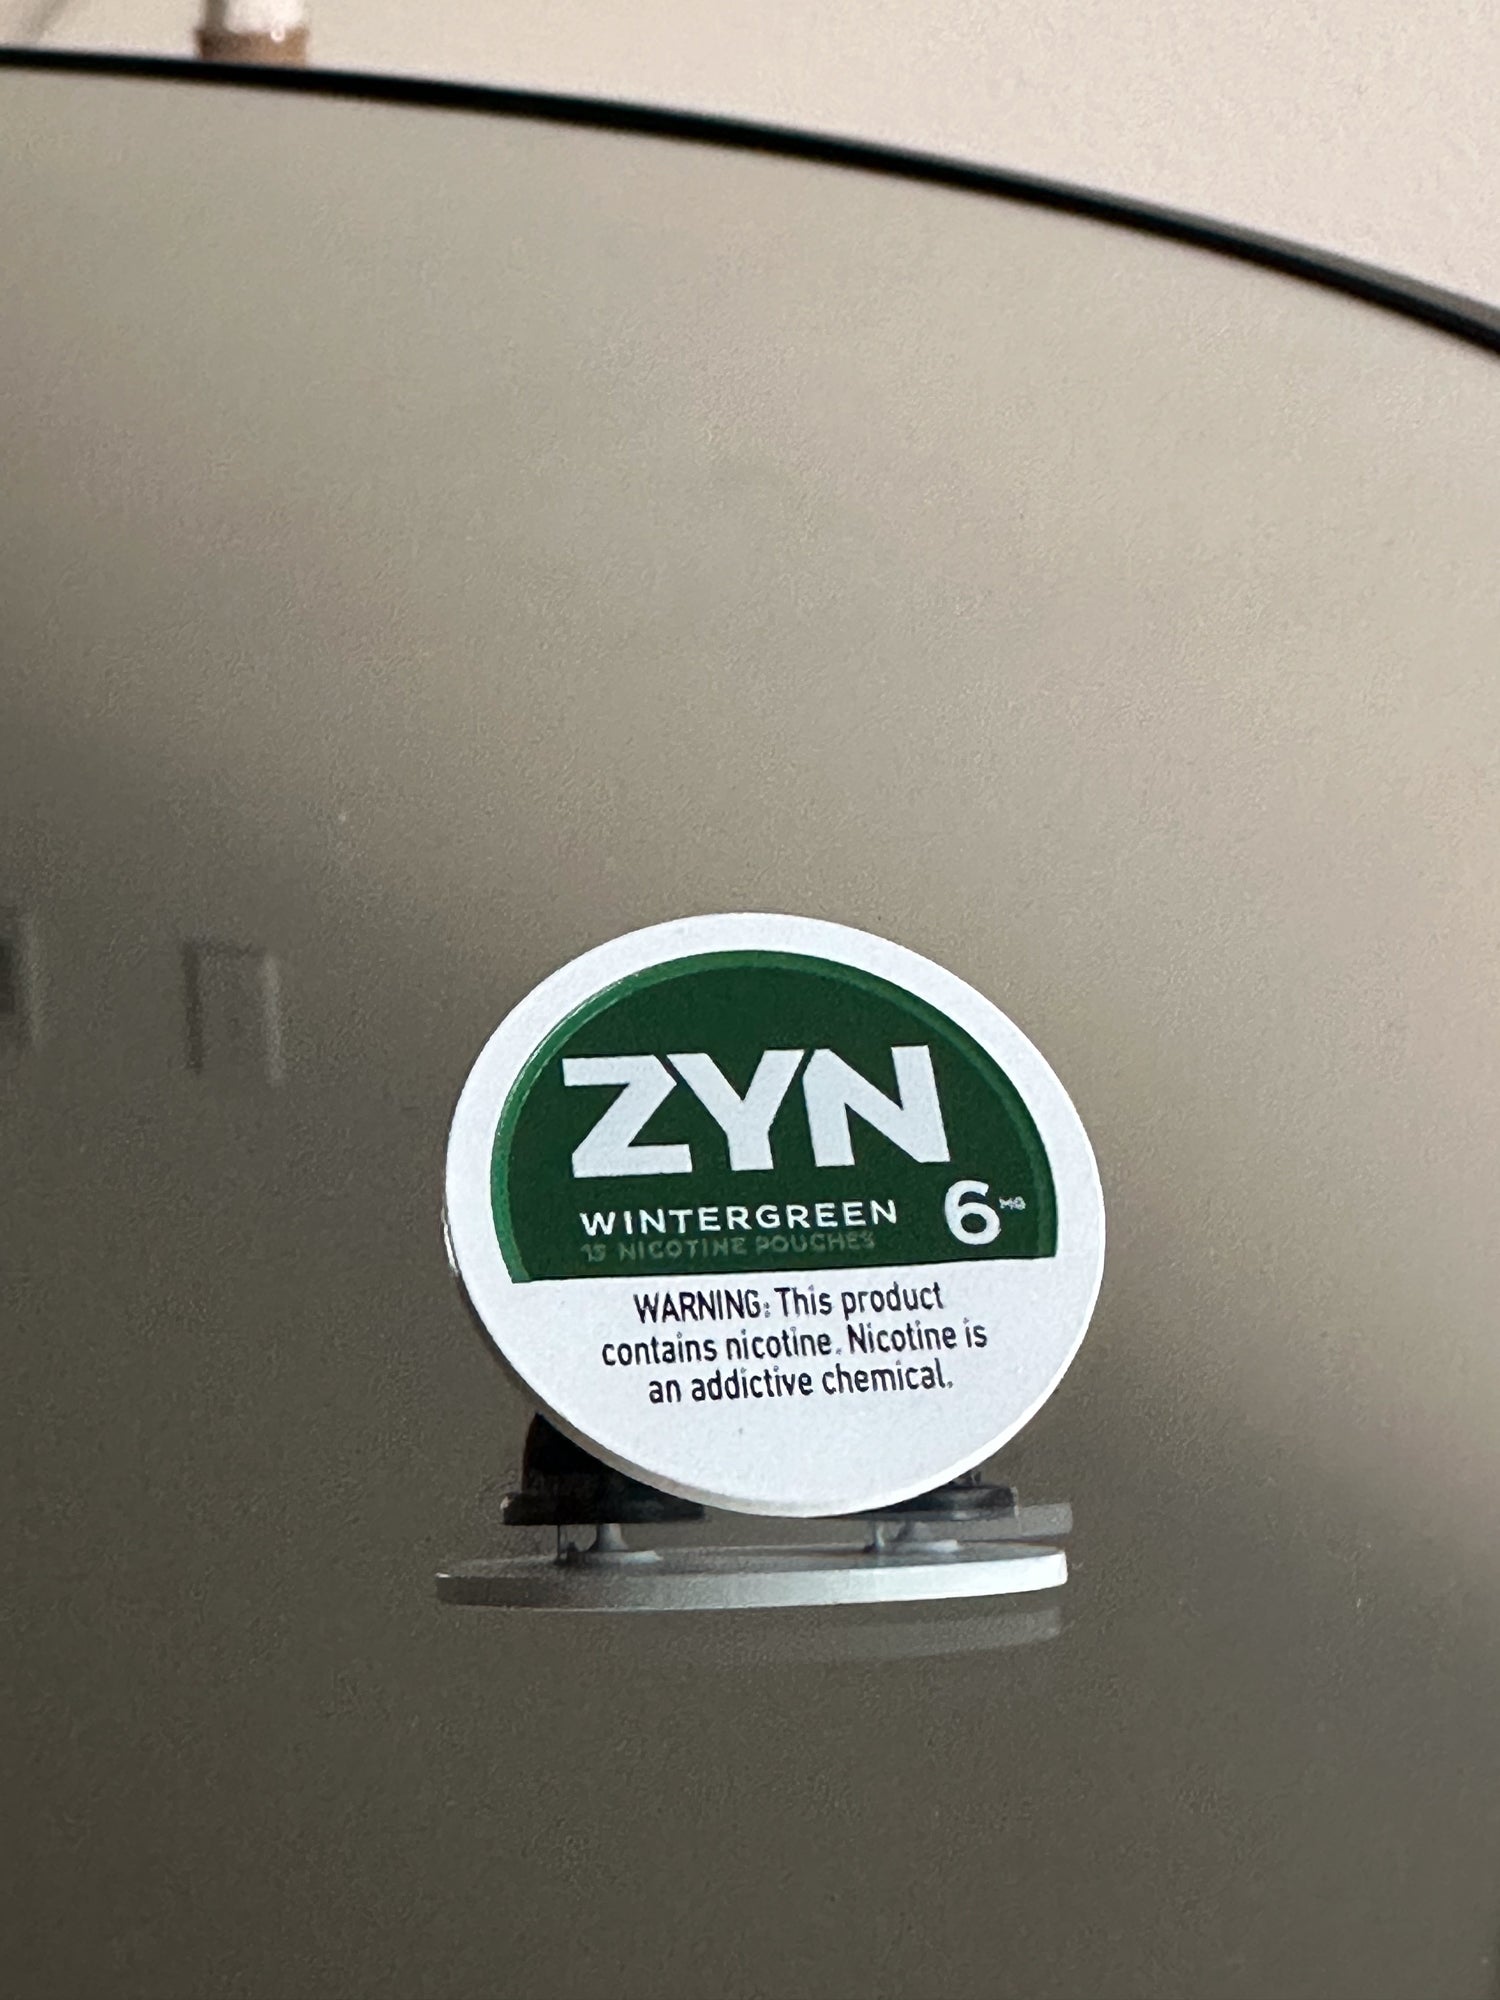 ZYN
WINTERGREEN 6 MG
15 NICOTINE POUCHES
WARNING: This product
contains nicotine. Nicotine is
an addictive chemical.